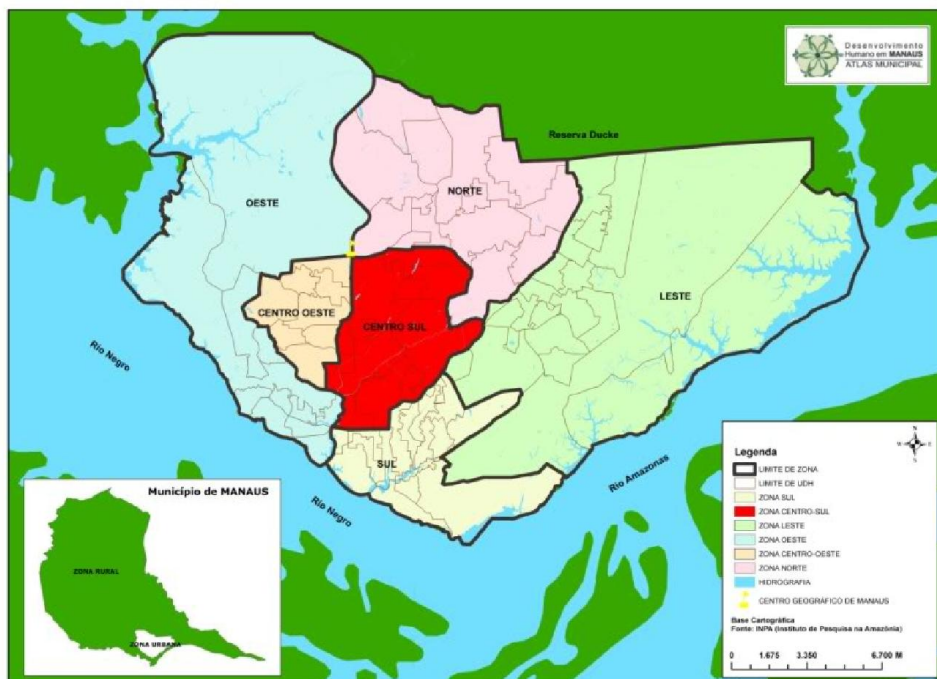 Desenvolvimento
Humano em MANAUS
ATLAS MUNICIPAL
Reserva Ducke
OESTE
NORTE
LESTE
CENTRO OESTE
CENTRO SUL
Rio Negro
SUL
Rio Amazonas
Rio Negro
Município de MANAUS
ZONA RURAL
ZONA URBANA
N
W
E
S
Legenda
LIMITE DE ZONA
LIMITE DE UDH
ZONA SUL
ZONA CENTRO-SUL
ZONA LESTE
ZONA OESTE
ZONA CENTRO-OESTE
ZONA NORTE
HIDROGRAFIA
CENTRO GEOGRÁFICO DE MANAUS
Base Cartográfica
Fonte: INPA (Instituto de Pesquisa na Amazônia)
0 1.675 3.350 6.700 M